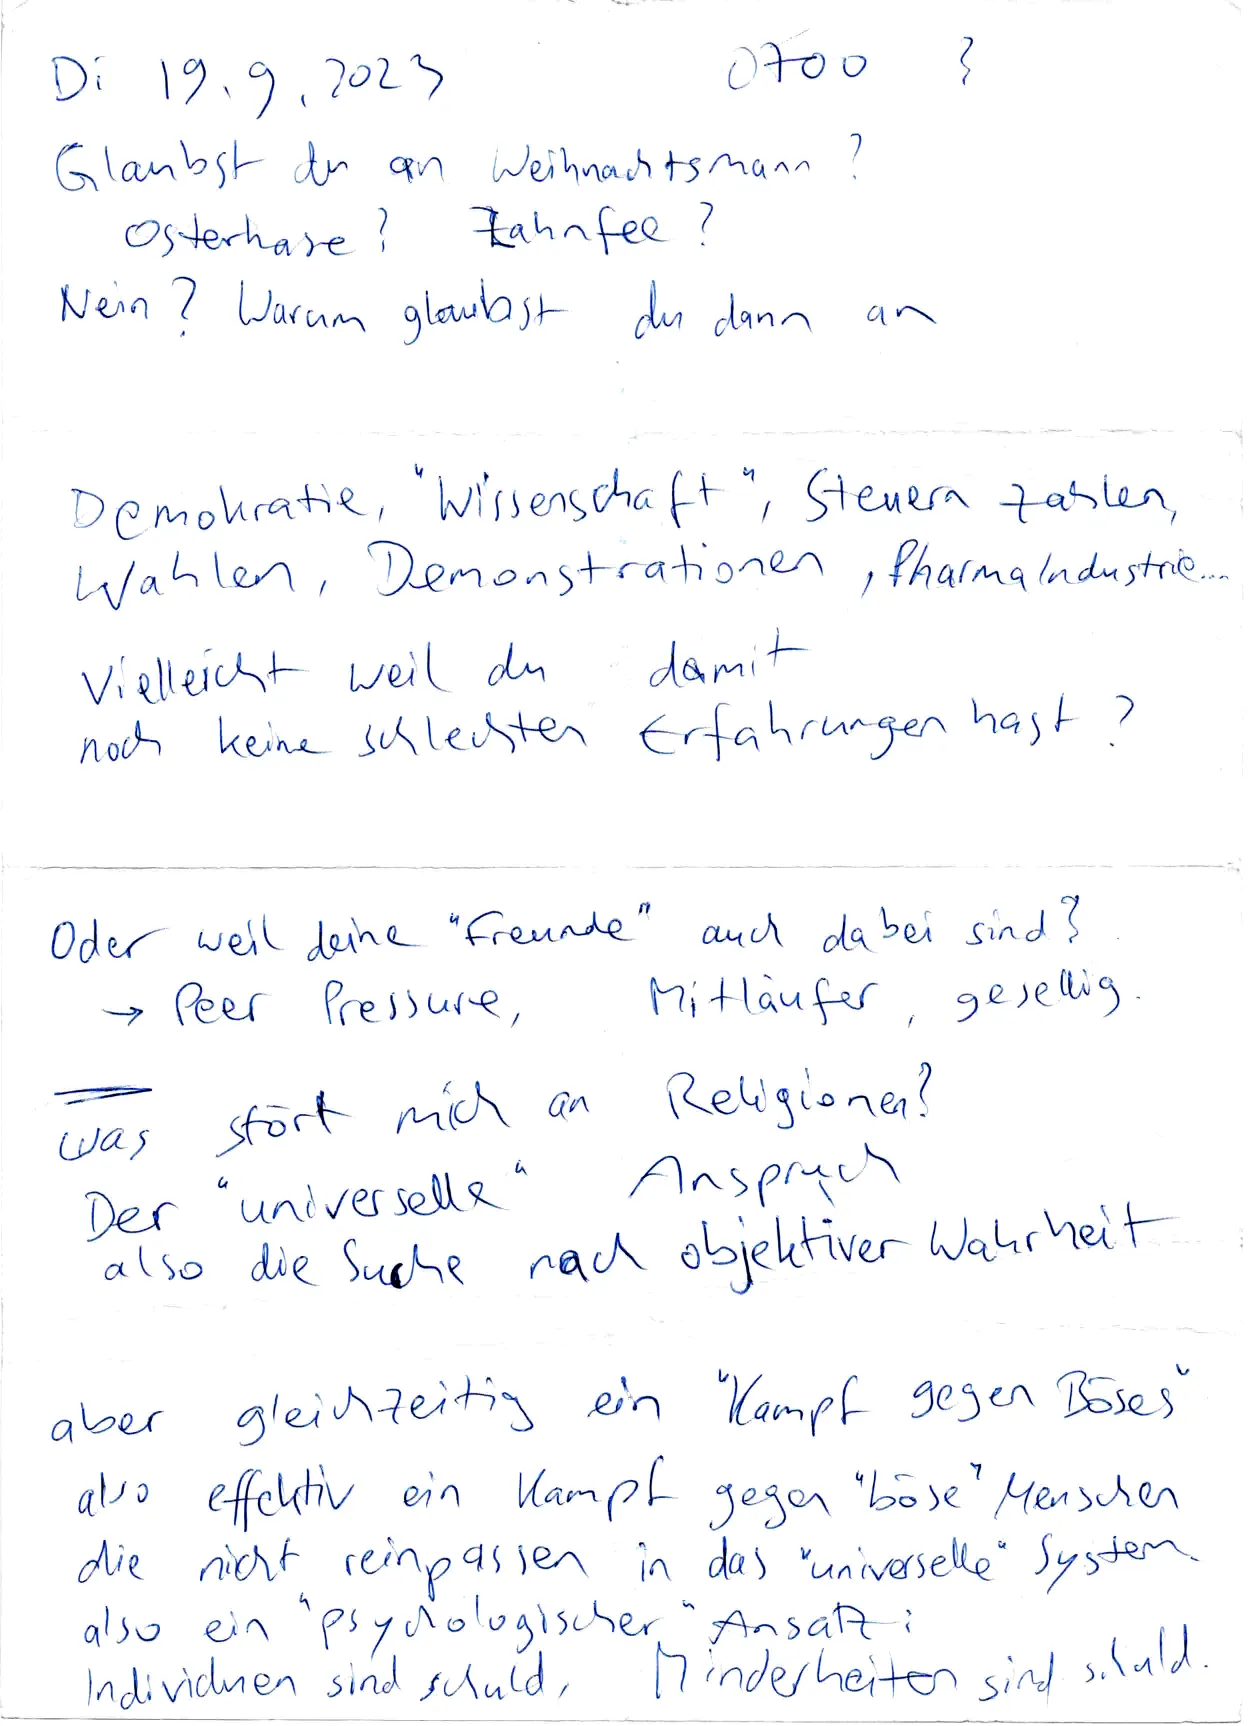 Di 19.9.2023 0700 ?
Glaubst du an Weihnachtsmann?
Osterhase? Zahnfee?
Nein? Warum glaubst du dann an
Demokratie, "Wissenschaft", Steuern zahlen,
Wahlen, Demonstrationen, PharmaIndustrie...
Vielleicht weil du damit
noch keine schlechten Erfahrungen hast?
Oder weil deine "Freunde" auch dabei sind?
→ Peer Pressure, Mitläufer, gesellig.
Was stört mich an Religionen?
Der "universelle" Anspruch
also die Suche nach objektiver Wahrheit
aber gleichzeitig ein "Kampf gegen Böses"
also effektiv ein Kampf gegen "böse" Menschen
die nicht reinpassen in das "universelle" System.
also ein "psychologischer" Ansatz:
Individuen sind schuld, Minderheiten sind schuld.